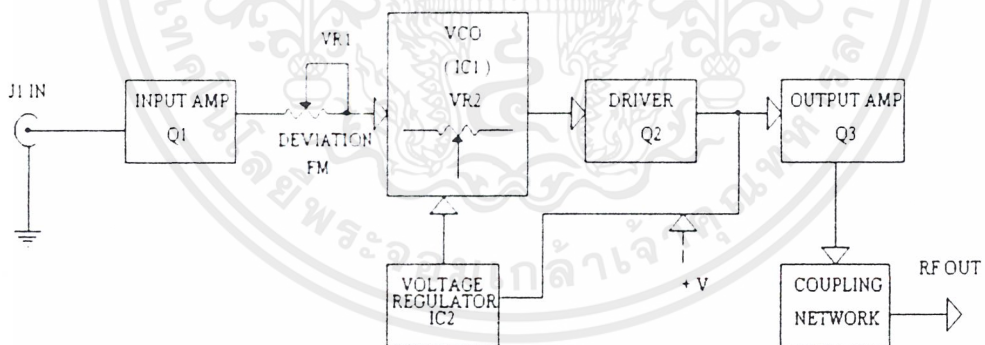 J1 IN
INPUT AMP
Q1
VR1
DEVIATION
FM
VCO
( IC1 )
VR2
DRIVER
Q2
OUTPUT AMP
Q3
VOLTAGE
REGULATOR
IC2
+ V
COUPLING
NETWORK
RF OUT